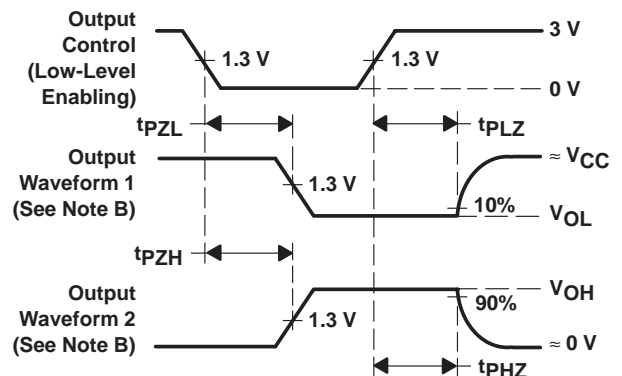 Output
Control
(Low-Level
Enabling)
1.3 V
1.3 V
3 V
0 V
tPZL
tPLZ
Output
Waveform 1
(See Note B)
1.3 V
10%
≈ VCC
VOL
tPZH
Output
Waveform 2
(See Note B)
1.3 V
90%
VOH
≈ 0 V
tPHZ